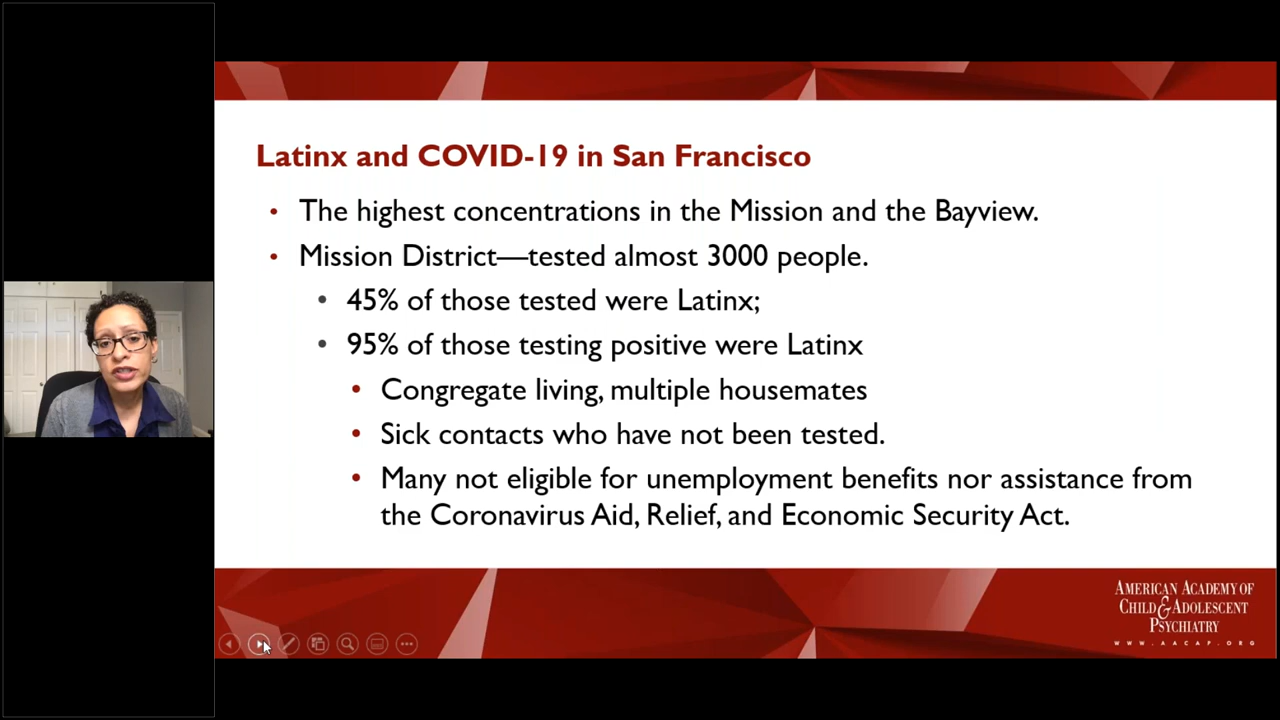 Latinx and COVID-19 in San Francisco
• The highest concentrations in the Mission and the Bayview.
• Mission District—tested almost 3000 people.
• 45% of those tested were Latinx;
• 95% of those testing positive were Latinx
• Congregate living, multiple housemates
• Sick contacts who have not been tested.
• Many not eligible for unemployment benefits nor assistance from
the Coronavirus Aid, Relief, and Economic Security Act.
AMERICAN ACADEMY OF
CHILD & ADOLESCENT
PSYCHIATRY
WWW.AACAP.ORG